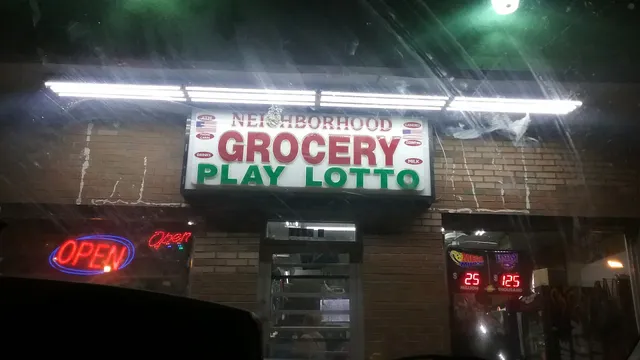 NEIGHBORHOOD
GROCERY
PLAY LOTTO
MILK
OPEN
Open
25
125